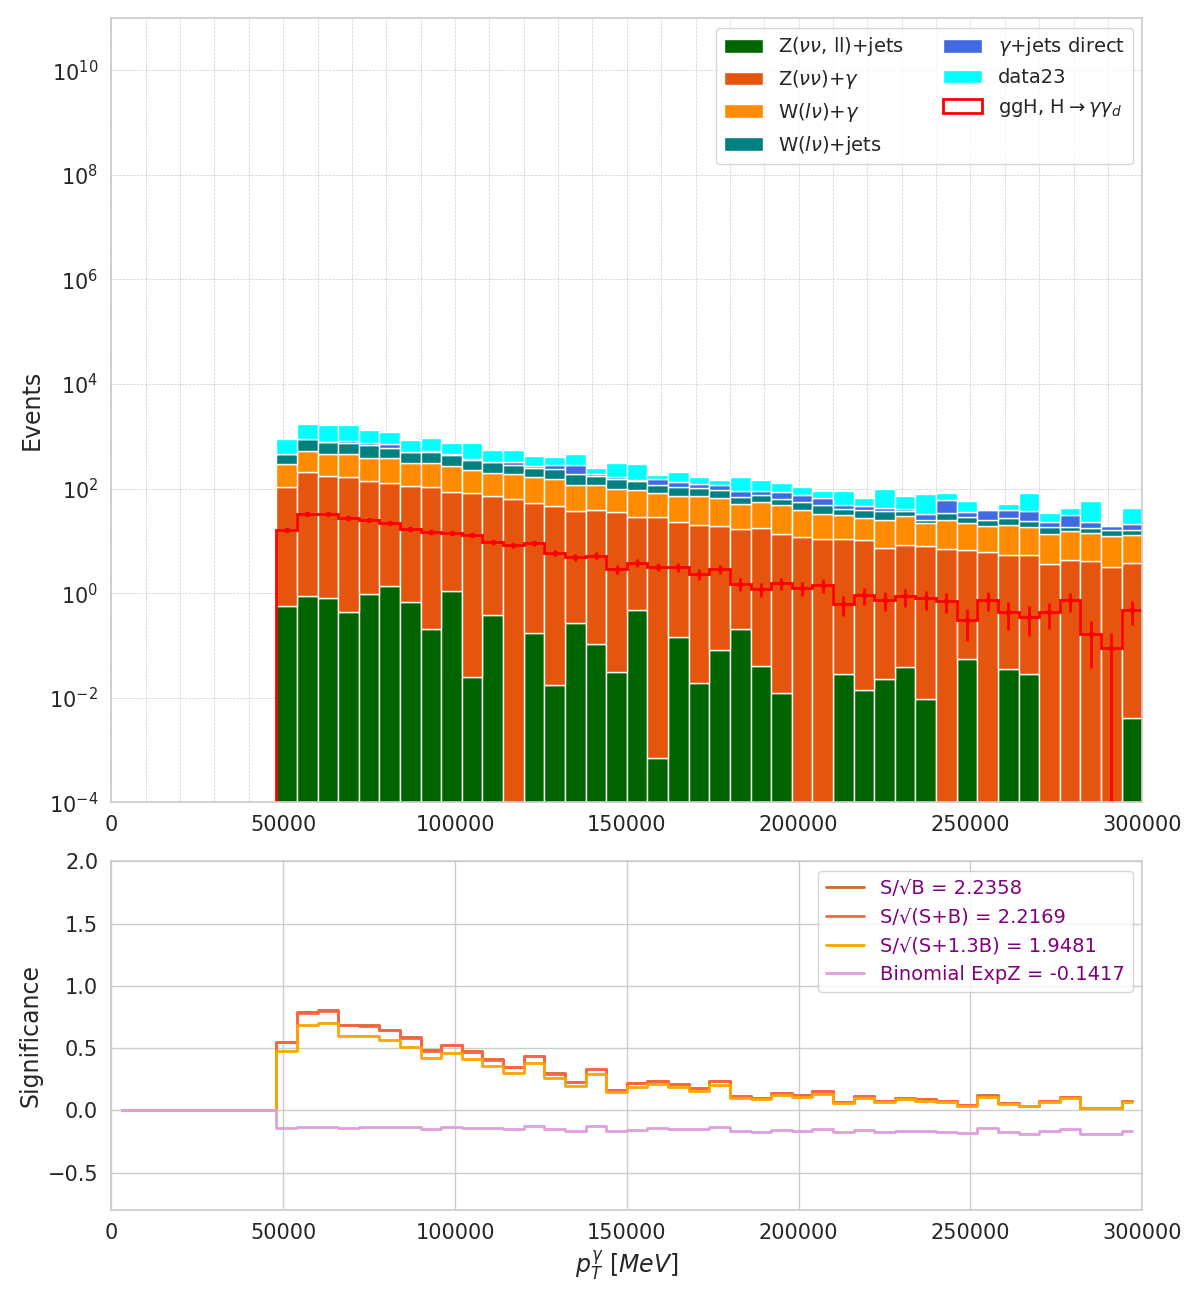 Z(νν, ll)+jets
Z(νν)+γ
W(lν)+γ
W(lν)+jets
γ+jets direct
data23
ggH, H→γγ_d
Events
10^10
10^8
10^6
10^4
10^2
10^0
10^−2
10^−4
0 50000 100000 150000 200000 250000 300000
S/√B = 2.2358
S/√(S+B) = 2.2169
S/√(S+1.3B) = 1.9481
Binomial ExpZ = -0.1417
Significance
2.0
1.5
1.0
0.5
0.0
−0.5
0 50000 100000 150000 200000 250000 300000
p_T^γ [MeV]